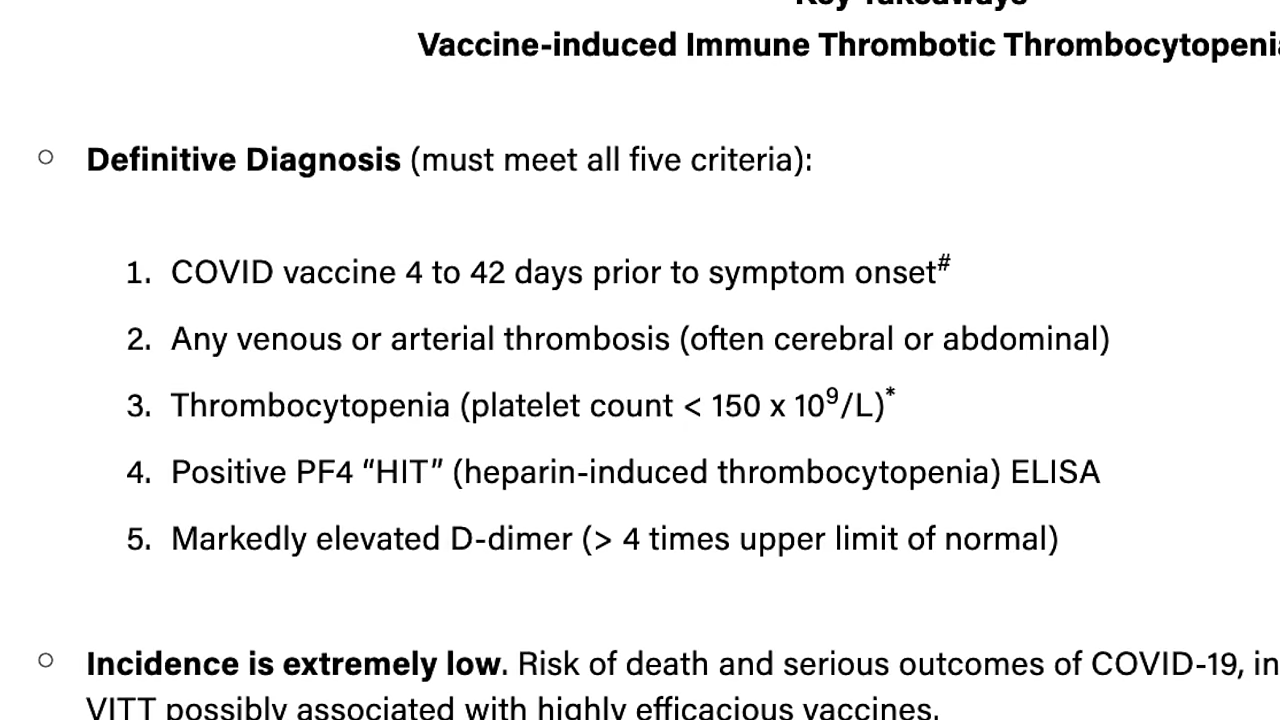 Key Takeaways
Vaccine-induced Immune Thrombotic Thrombocytopenia
○ Definitive Diagnosis (must meet all five criteria):
1. COVID vaccine 4 to 42 days prior to symptom onset#
2. Any venous or arterial thrombosis (often cerebral or abdominal)
3. Thrombocytopenia (platelet count < 150 x 10⁹/L)*
4. Positive PF4 “HIT” (heparin-induced thrombocytopenia) ELISA
5. Markedly elevated D-dimer (> 4 times upper limit of normal)
○ Incidence is extremely low. Risk of death and serious outcomes of COVID-19, in
VITT possibly associated with highly efficacious vaccines.